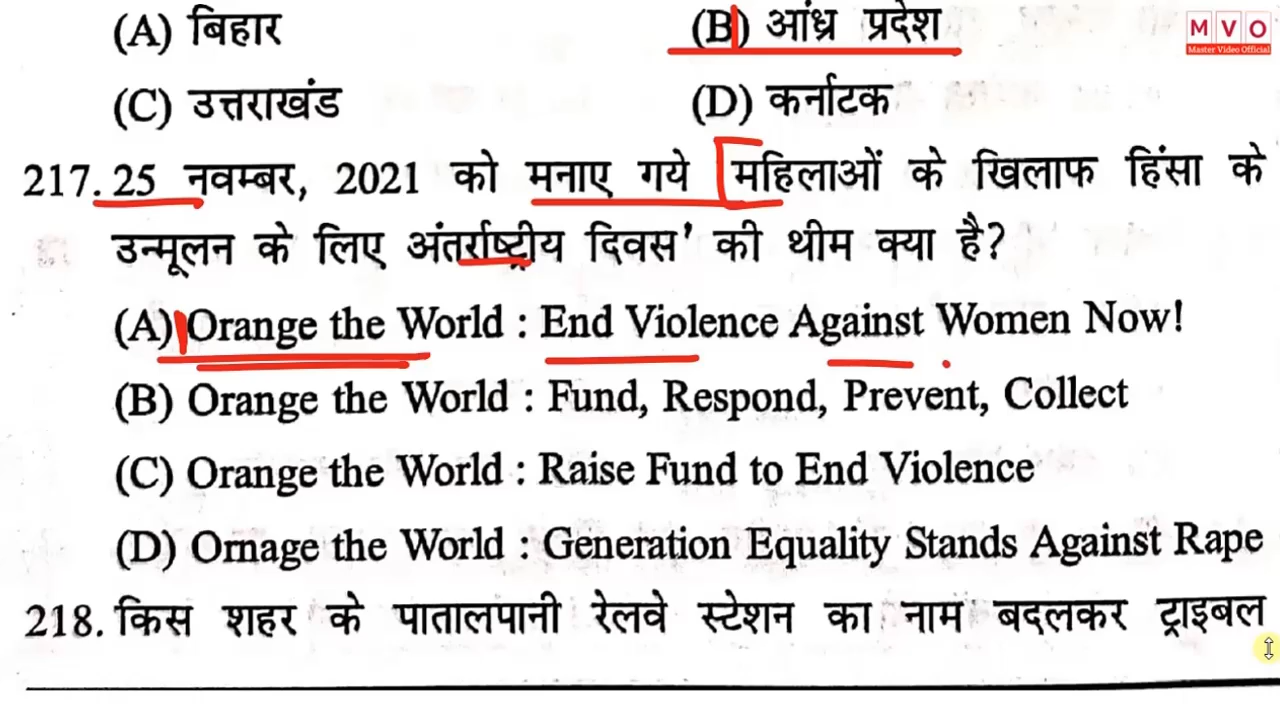 (A) बिहार (B) आंध्र प्रदेश
M V O
Master Video Official
(C) उत्तराखंड (D) कर्नाटक
217. 25 नवम्बर, 2021 को मनाए गये महिलाओं के खिलाफ हिंसा के
उन्मूलन के लिए अंतर्राष्ट्रीय दिवस' की थीम क्या है?
(A) Orange the World : End Violence Against Women Now!
(B) Orange the World : Fund, Respond, Prevent, Collect
(C) Orange the World : Raise Fund to End Violence
(D) Ornage the World : Generation Equality Stands Against Rape
218. किस शहर के पातालपानी रेलवे स्टेशन का नाम बदलकर ट्राइबल